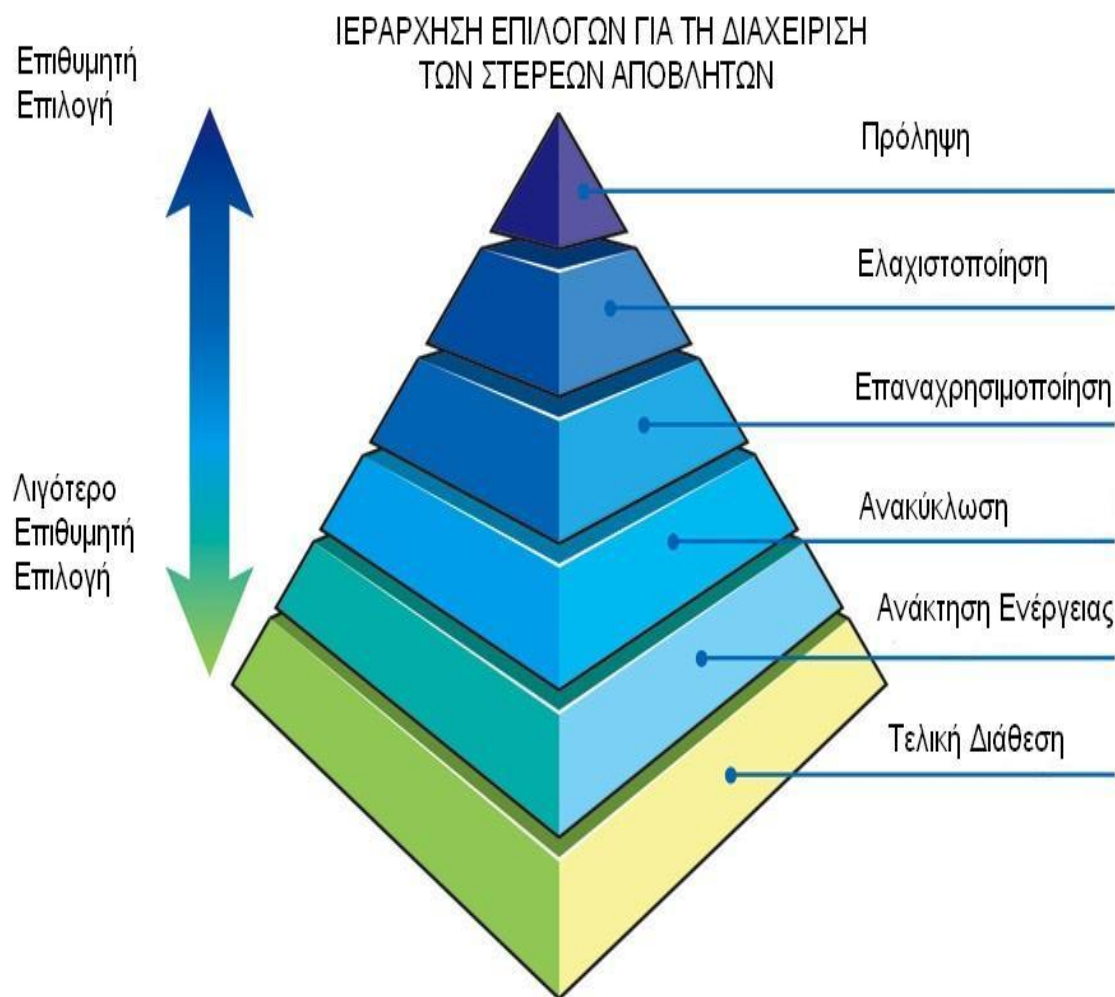 ΙΕΡΑΡΧΗΣΗ ΕΠΙΛΟΓΩΝ ΓΙΑ ΤΗ ΔΙΑΧΕΙΡΙΣΗ
ΤΩΝ ΣΤΕΡΕΩΝ ΑΠΟΒΛΗΤΩΝ
Επιθυμητή
Επιλογή
Πρόληψη
Ελαχιστοποίηση
Επαναχρησιμοποίηση
Λιγότερο
Επιθυμητή
Επιλογή
Ανακύκλωση
Ανάκτηση Ενέργειας
Τελική Διάθεση